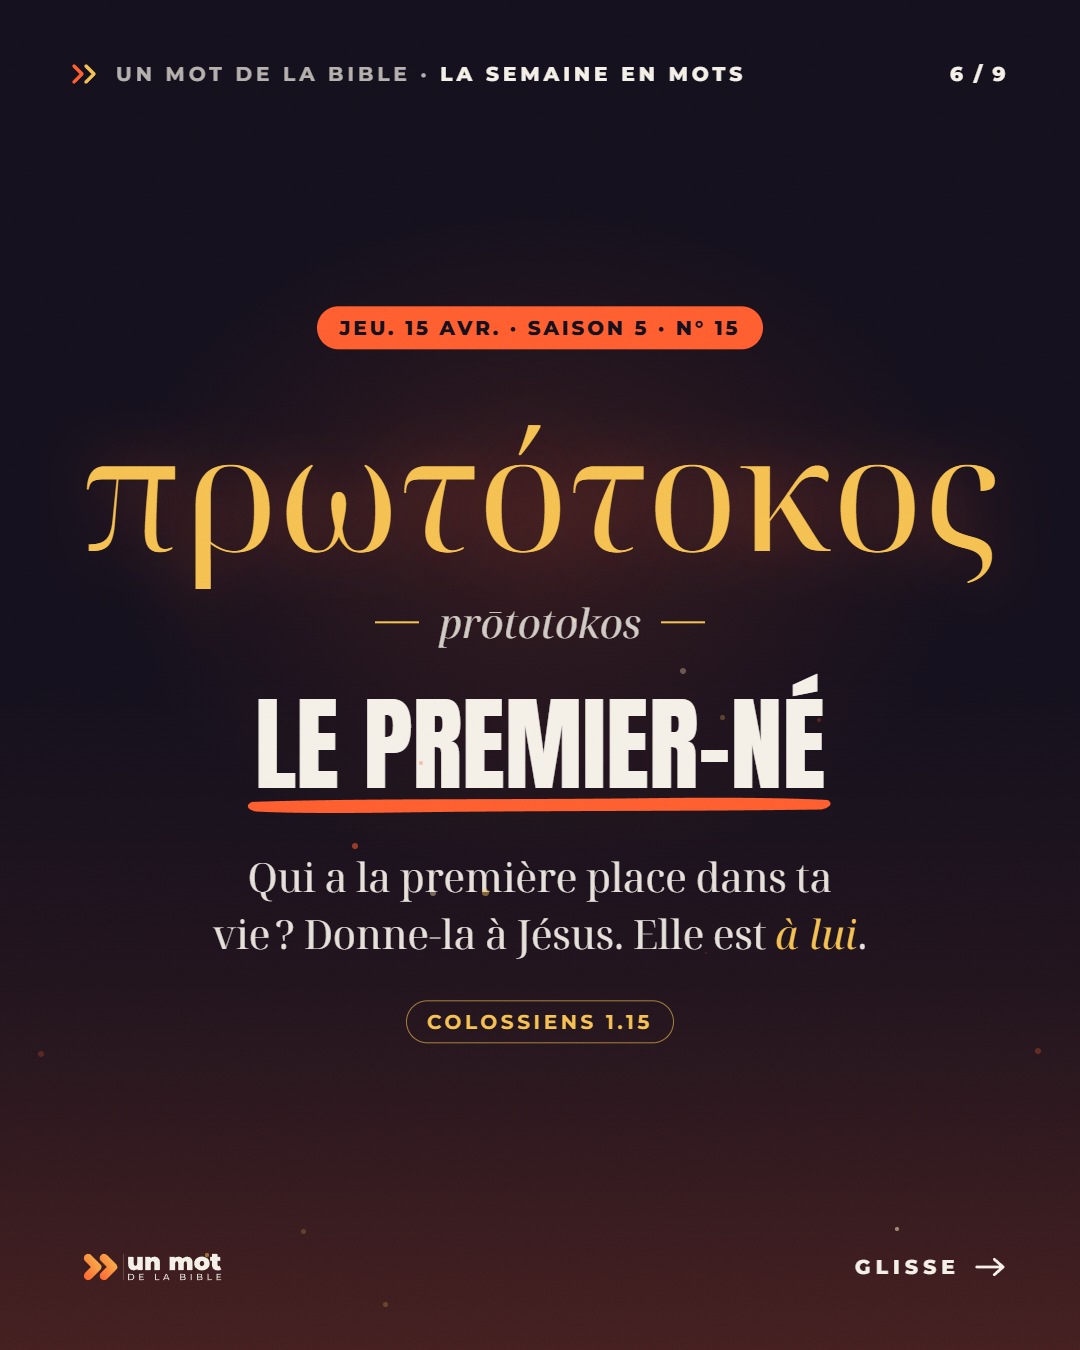 UN MOT DE LA BIBLE · LA SEMAINE EN MOTS
6 / 9
JEU. 15 AVR. · SAISON 5 · N° 15
πρωτότοκος
prōtotokos
LE PREMIER-NÉ
Qui a la première place dans ta
vie ? Donne-la à Jésus. Elle est à lui.
COLOSSIENS 1.15
un mot
DE LA BIBLE
GLISSE →